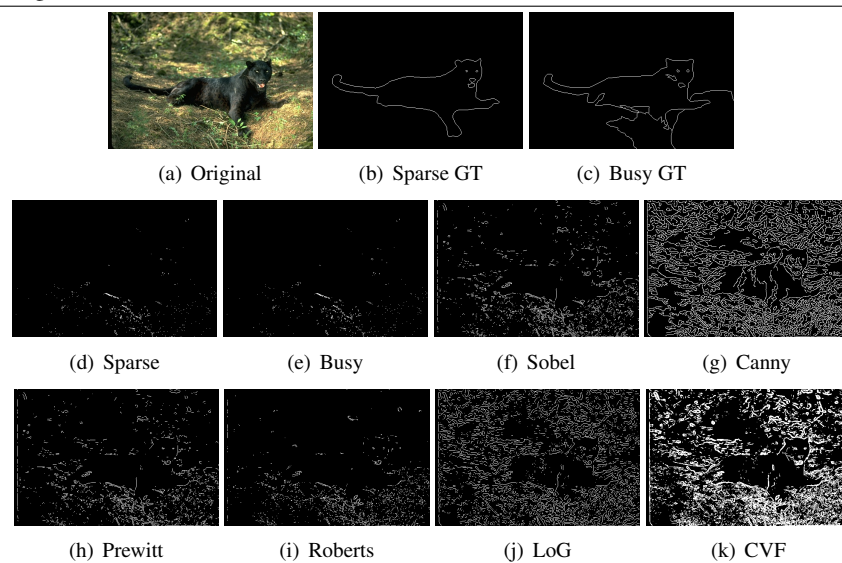 (a) Original (b) Sparse GT (c) Busy GT
(d) Sparse (e) Busy (f) Sobel (g) Canny
(h) Prewitt (i) Roberts (j) LoG (k) CVF